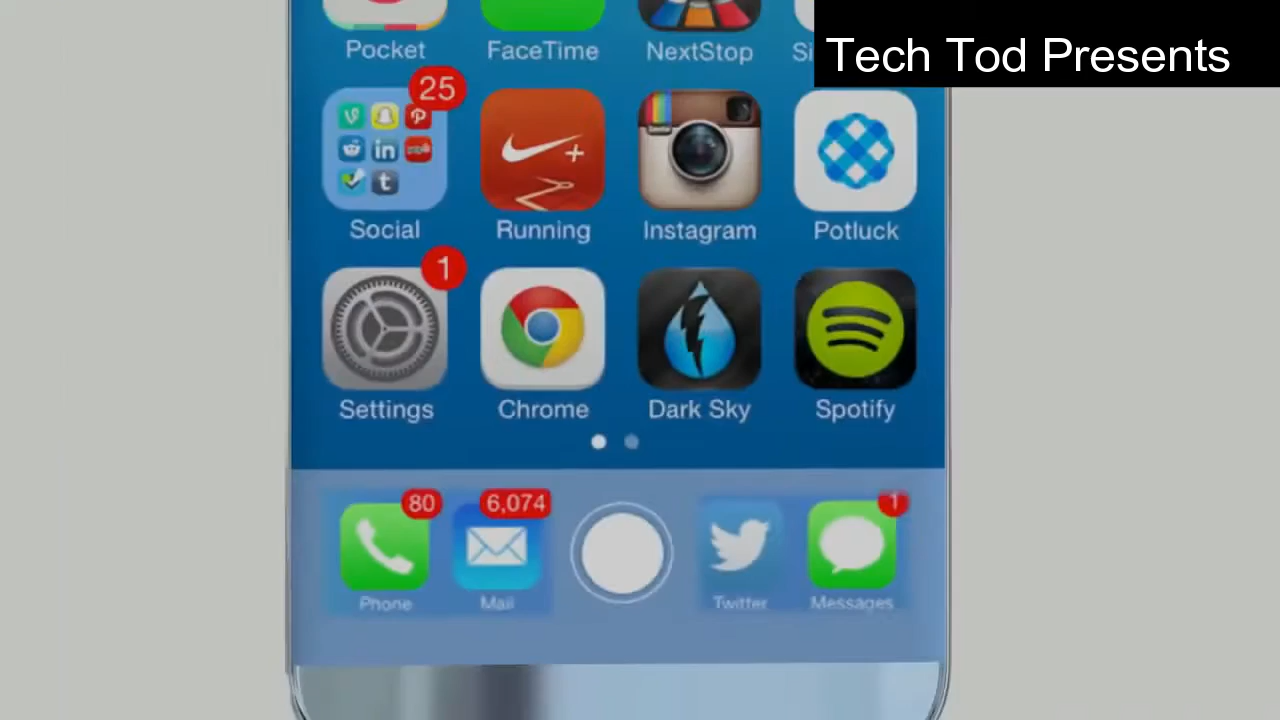 Tech Tod Presents
Pocket
FaceTime
NextStop
25
Social
Running
Instagram
Potluck
1
Settings
Chrome
Dark Sky
Spotify
80
6,074
1
Phone
Mail
Twitter
Messages